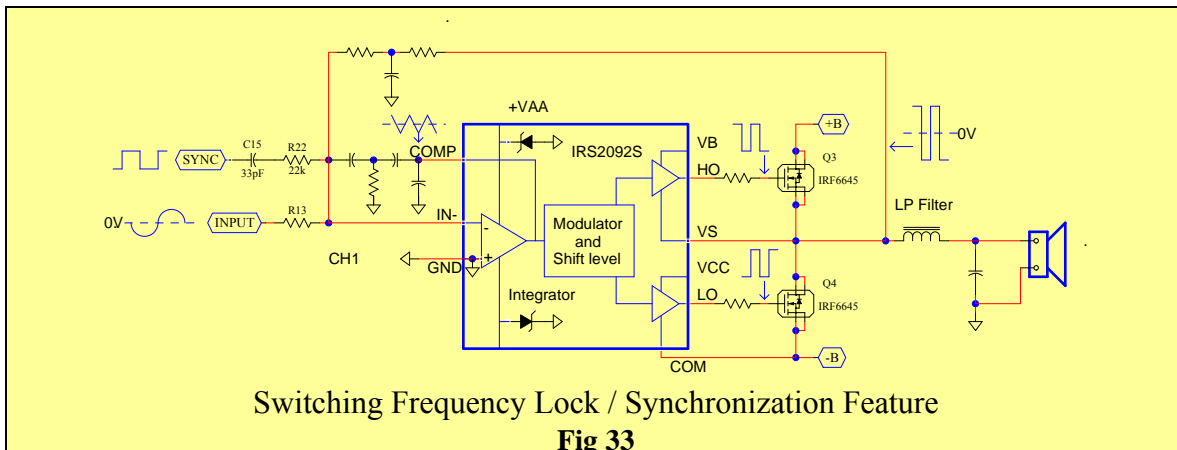 +VAA
IRS2092S
VB
+B
0V
C15
SYNC
33pF
R22
22k
COMP
HO
Q3
IRF6645
LP Filter
0V
INPUT
R13
IN-
-
+
Modulator
and
Shift level
VS
CH1
GND
VCC
Integrator
LO
Q4
IRF6645
COM
-B
Switching Frequency Lock / Synchronization Feature
Fig 33